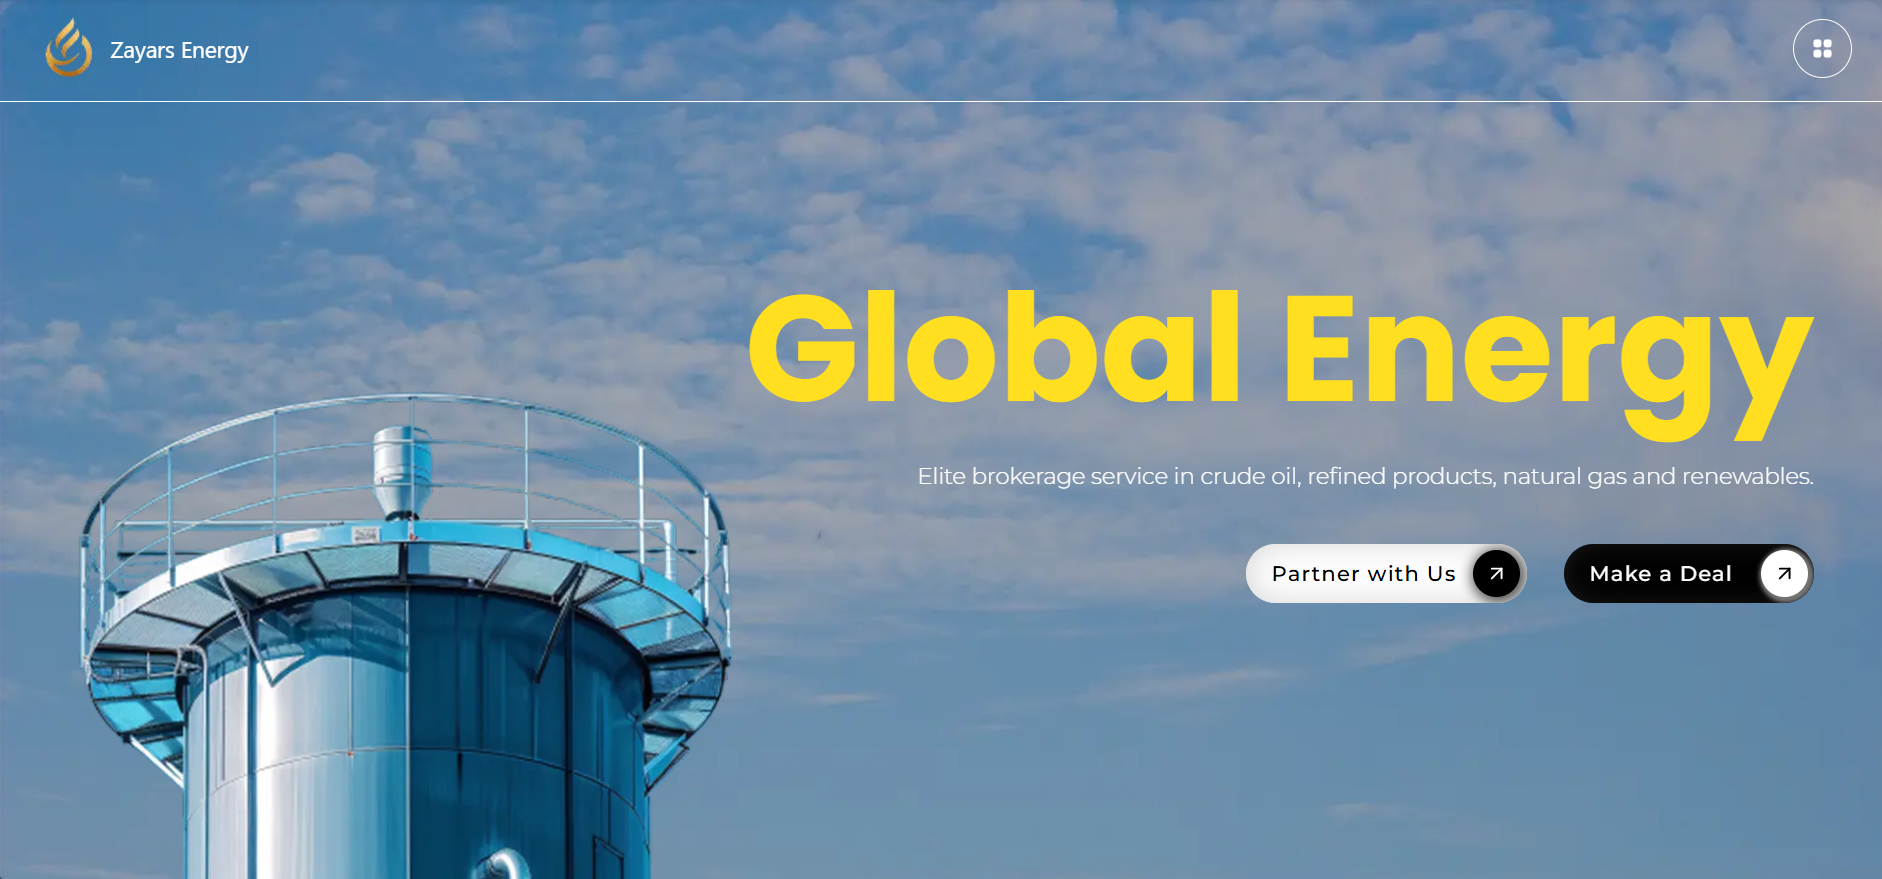 Zayars Energy
Global Energy
Elite brokerage service in crude oil, refined products, natural gas and renewables.
Partner with Us
Make a Deal